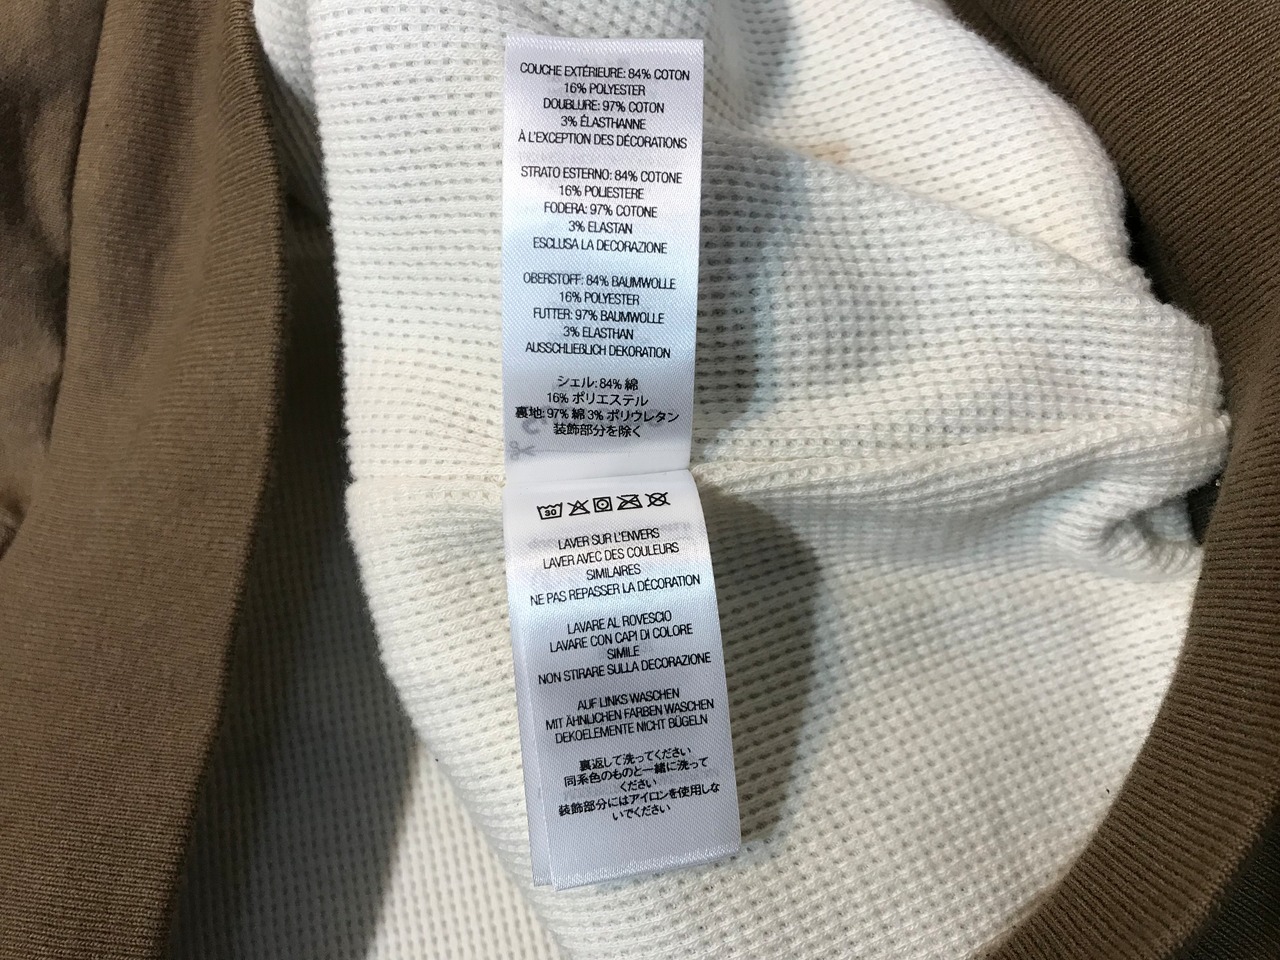 COUCHE EXTÉRIEURE: 84% COTON
16% POLYESTER
DOUBLURE: 97% COTON
3% ÉLASTHANNE
À L'EXCEPTION DES DÉCORATIONS
STRATO ESTERNO: 84% COTONE
16% POLIESTERE
FODERA: 97% COTONE
3% ELASTAN
ESCLUSA LA DECORAZIONE
OBERSTOFF: 84% BAUMWOLLE
16% POLYESTER
FUTTER: 97% BAUMWOLLE
3% ELASTHAN
AUSSCHLIEßLICH DEKORATION
シェル: 84% 綿
16% ポリエステル
裏地: 97% 綿 3% ポリウレタン
装飾部分を除く
30
LAVER SUR L'ENVERS
LAVER AVEC DES COULEURS
SIMILAIRES
NE PAS REPASSER LA DÉCORATION
LAVARE AL ROVESCIO
LAVARE CON CAPI DI COLORE
SIMILE
NON STIRARE SULLA DECORAZIONE
AUF LINKS WASCHEN
MIT ÄHNLICHEN FARBEN WASCHEN
DEKOELEMENTE NICHT BÜGELN
裏返して洗ってください
同系色のものと一緒に洗って
ください
装飾部分にはアイロンを使用しな
いでください